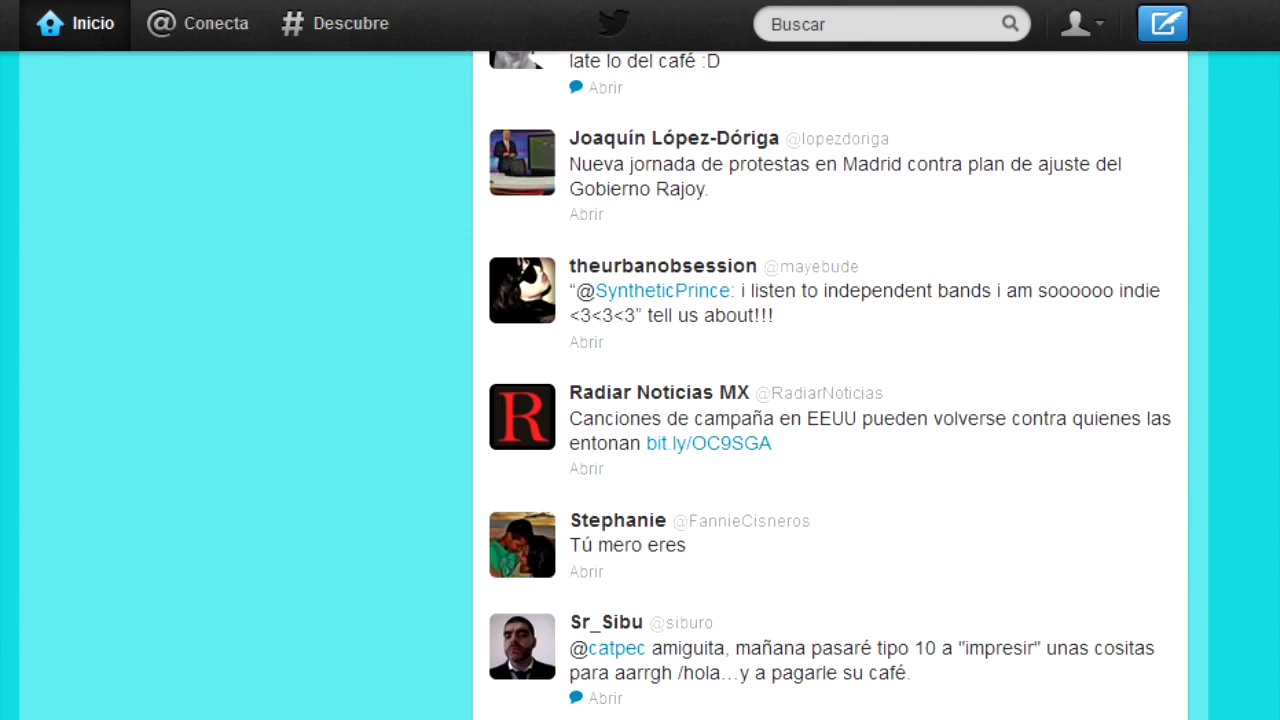 Inicio
@ Conecta
# Descubre
Buscar
late lo del café :D
Abrir
Joaquín López-Dóriga @lopezdoriga
Nueva jornada de protestas en Madrid contra plan de ajuste del
Gobierno Rajoy.
Abrir
theurbanobsession @mayebude
“@SyntheticPrince: i listen to independent bands i am soooooo indie
<3<3<3” tell us about!!!
Abrir
R
Radiar Noticias MX @RadiarNoticias
Canciones de campaña en EEUU pueden volverse contra quienes las
entonan bit.ly/OC9SGA
Abrir
Stephanie @FannieCisneros
Tú mero eres
Abrir
Sr_Sibu @siburo
@catpec amiguita, mañana pasaré tipo 10 a "impresir" unas cositas
para aarrgh /hola...y a pagarle su café.
Abrir